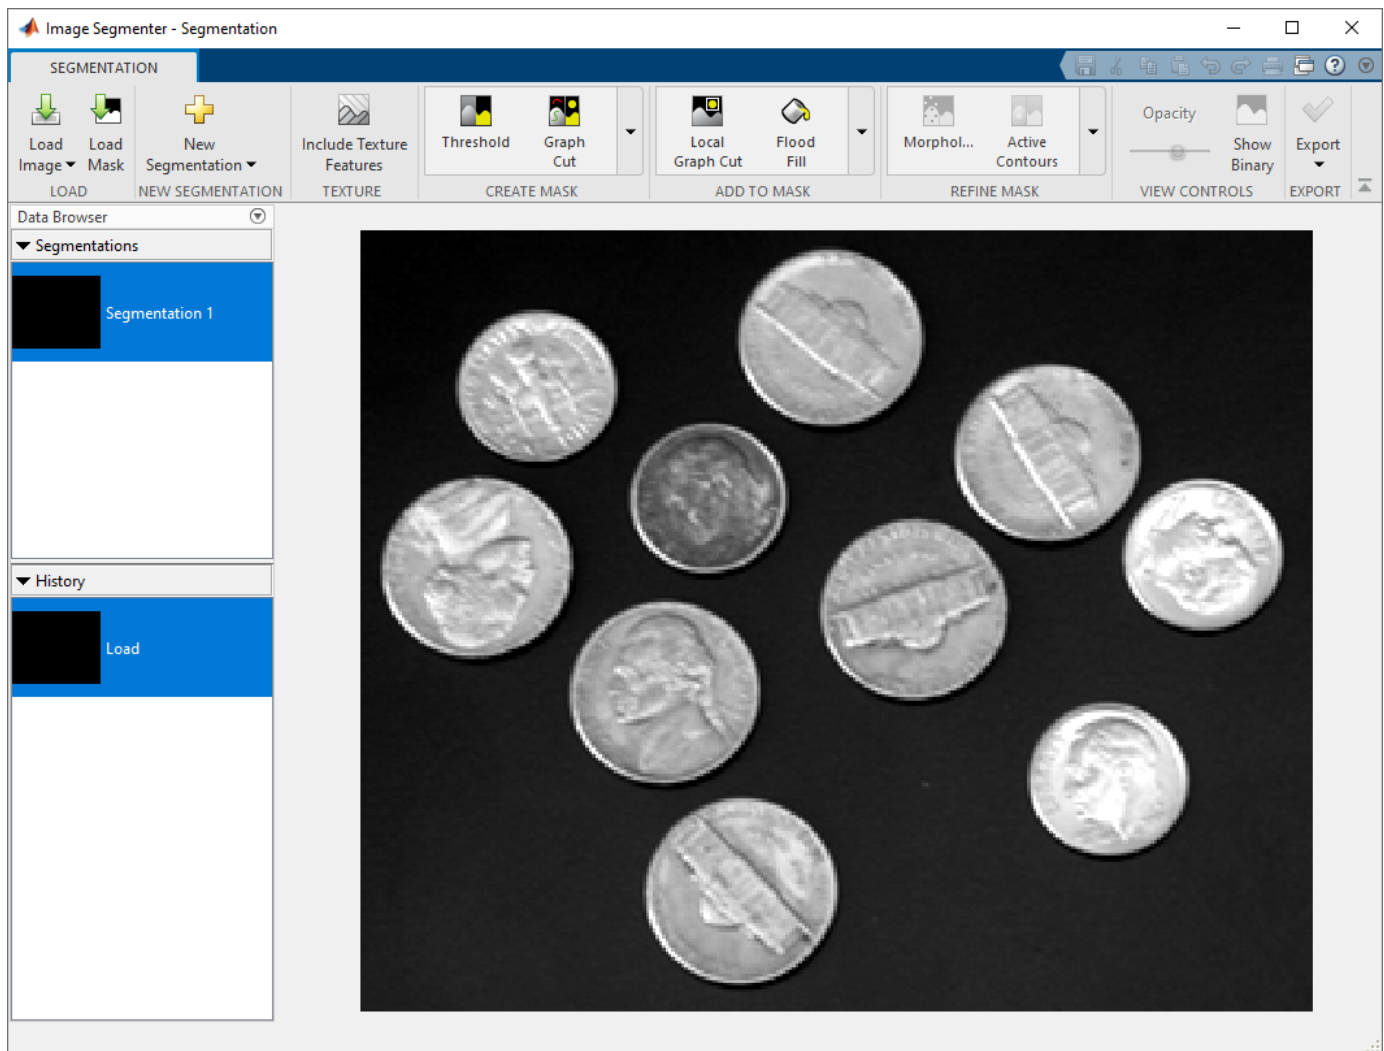 Image Segmenter - Segmentation
SEGMENTATION
Load Image
Load Mask
New Segmentation
Include Texture Features
Threshold
Graph Cut
Local Graph Cut
Flood Fill
Morphol...
Active Contours
Opacity
Show Binary
Export
LOAD
NEW SEGMENTATION
TEXTURE
CREATE MASK
ADD TO MASK
REFINE MASK
VIEW CONTROLS
EXPORT
Data Browser
Segmentations
Segmentation 1
History
Load